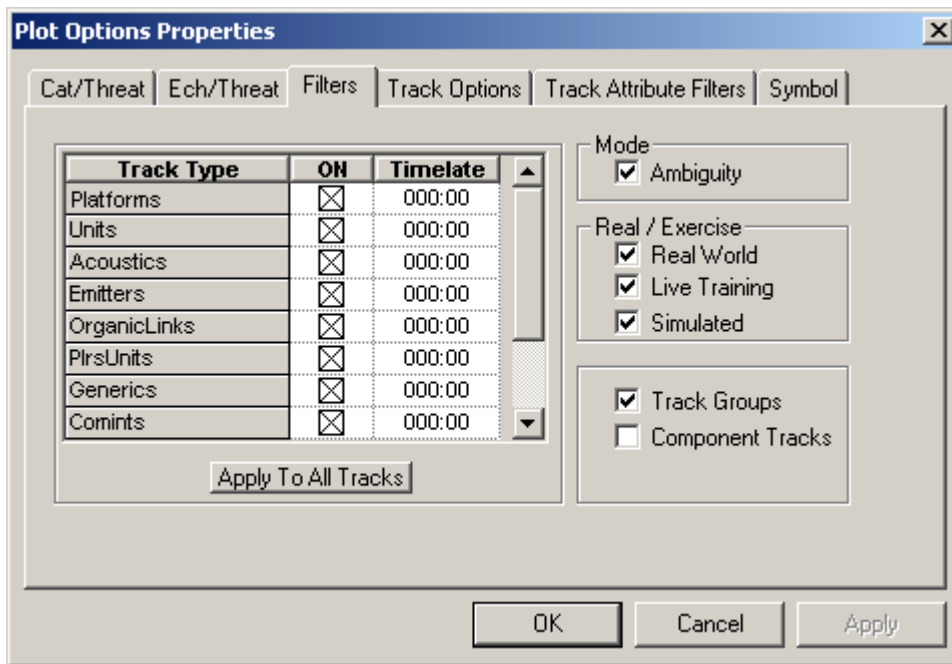 Plot Options Properties
Cat/Threat Ech/Threat Filters Track Options Track Attribute Filters Symbol
Track Type ON Timelate
Platforms 000:00
Units 000:00
Acoustics 000:00
Emitters 000:00
OrganicLinks 000:00
PlrsUnits 000:00
Generics 000:00
Comints 000:00
Apply To All Tracks
Mode
Ambiguity
Real / Exercise
Real World
Live Training
Simulated
Track Groups
Component Tracks
OK Cancel Apply